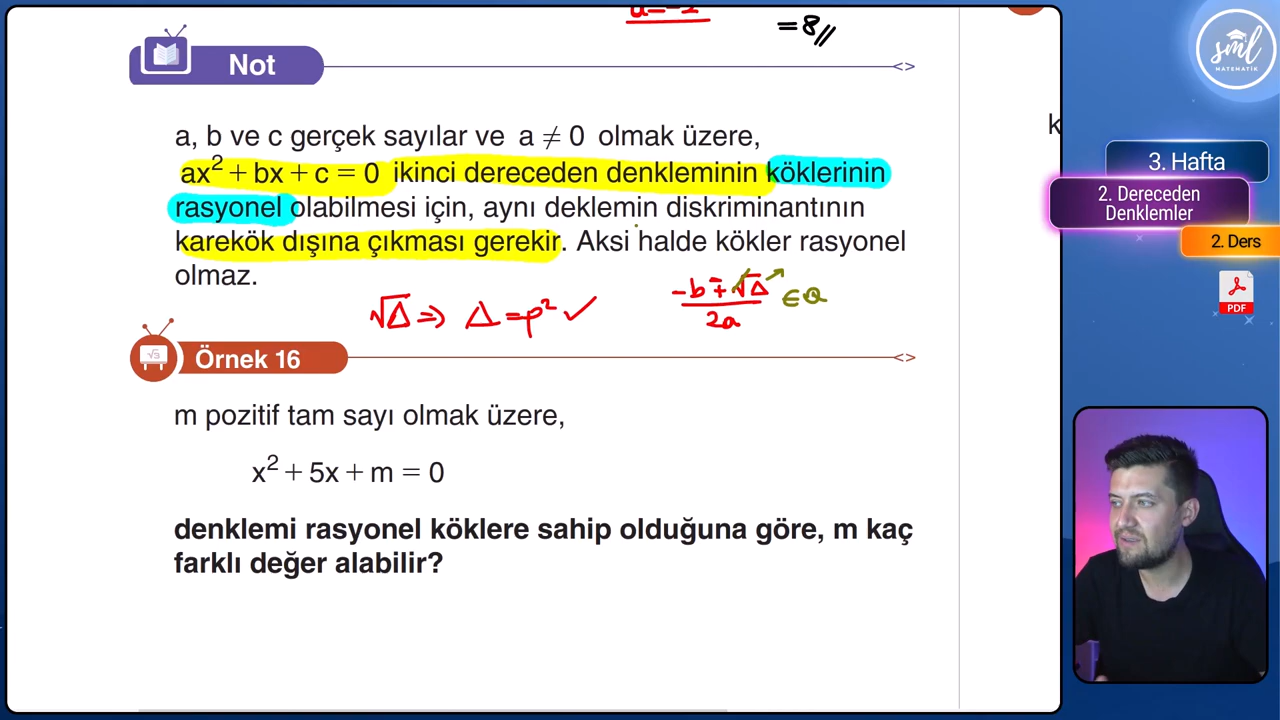 = 8//
Not
a, b ve c gerçek sayılar ve a ≠ 0 olmak üzere,
ax² + bx + c = 0 ikinci dereceden denkleminin köklerinin
rasyonel olabilmesi için, aynı deklemin diskriminantının
karekök dışına çıkması gerekir. Aksi halde kökler rasyonel
olmaz.
√Δ ⇒ Δ = p² ✓
-b ∓ √Δ / 2a ∈ Q
√3
Örnek 16
m pozitif tam sayı olmak üzere,
x² + 5x + m = 0
denklemi rasyonel köklere sahip olduğuna göre, m kaç
farklı değer alabilir?
k
sml
MATEMATİK
3. Hafta
2. Dereceden
Denklemler
2. Ders
PDF